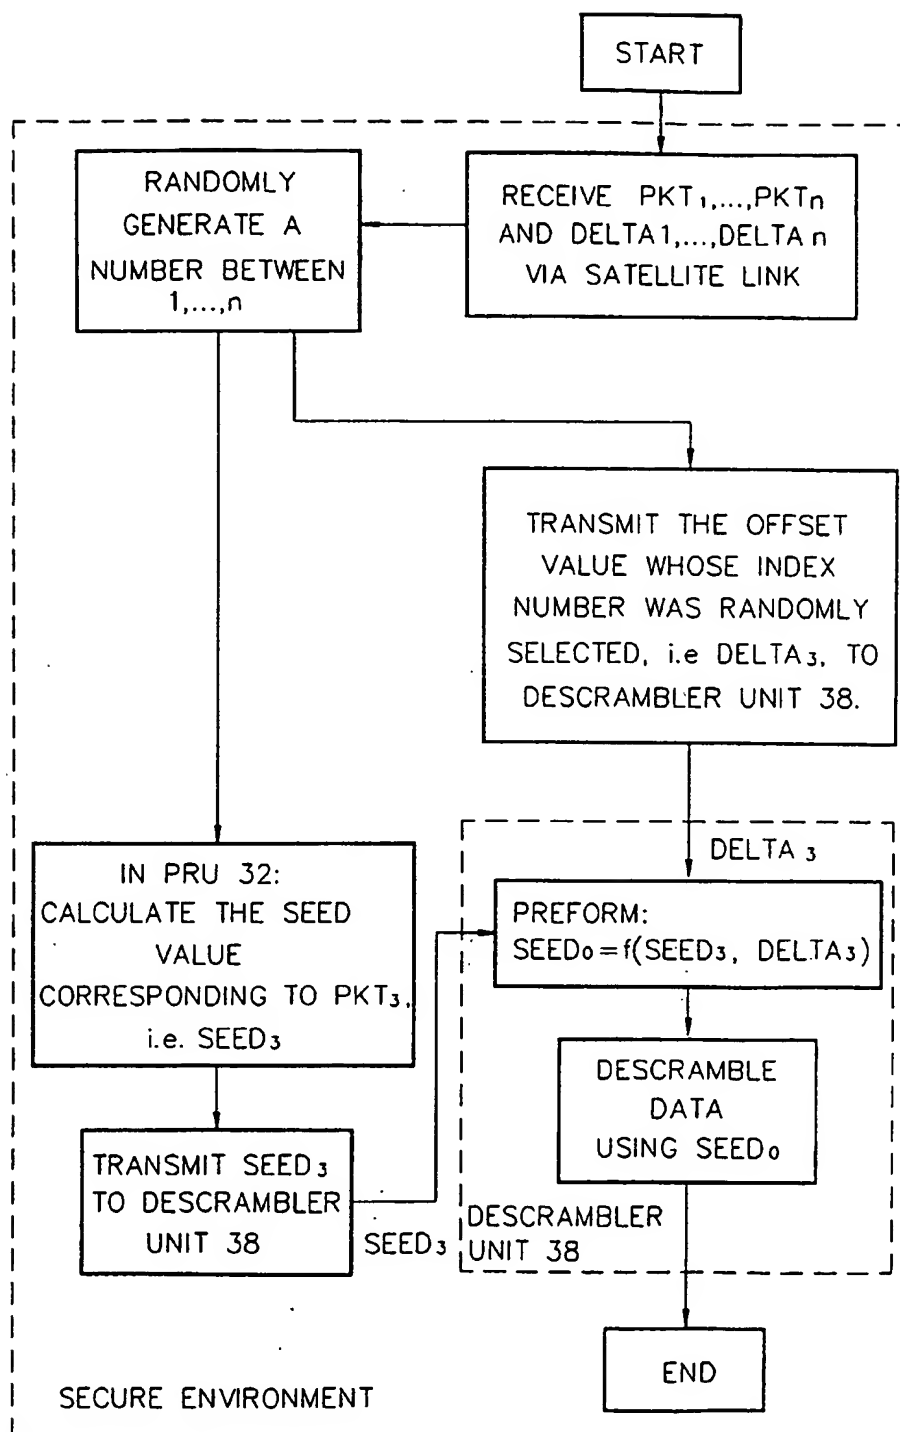 START
RECEIVE PKT₁,...,PKTn
AND DELTA1,...,DELTA n
VIA SATELLITE LINK
RANDOMLY
GENERATE A
NUMBER BETWEEN
1,...,n
TRANSMIT THE OFFSET
VALUE WHOSE INDEX
NUMBER WAS RANDOMLY
SELECTED, i.e DELTA₃, TO
DESCRAMBLER UNIT 38.
IN PRU 32:
CALCULATE THE SEED
VALUE
CORRESPONDING TO PKT₃,
i.e. SEED₃
TRANSMIT SEED₃
TO DESCRAMBLER
UNIT 38
SEED₃
DELTA ₃
PREFORM:
SEED₀=f(SEED₃, DELTA₃)
DESCRAMBLE
DATA
USING SEED₀
DESCRAMBLER
UNIT 38
END
SECURE ENVIRONMENT